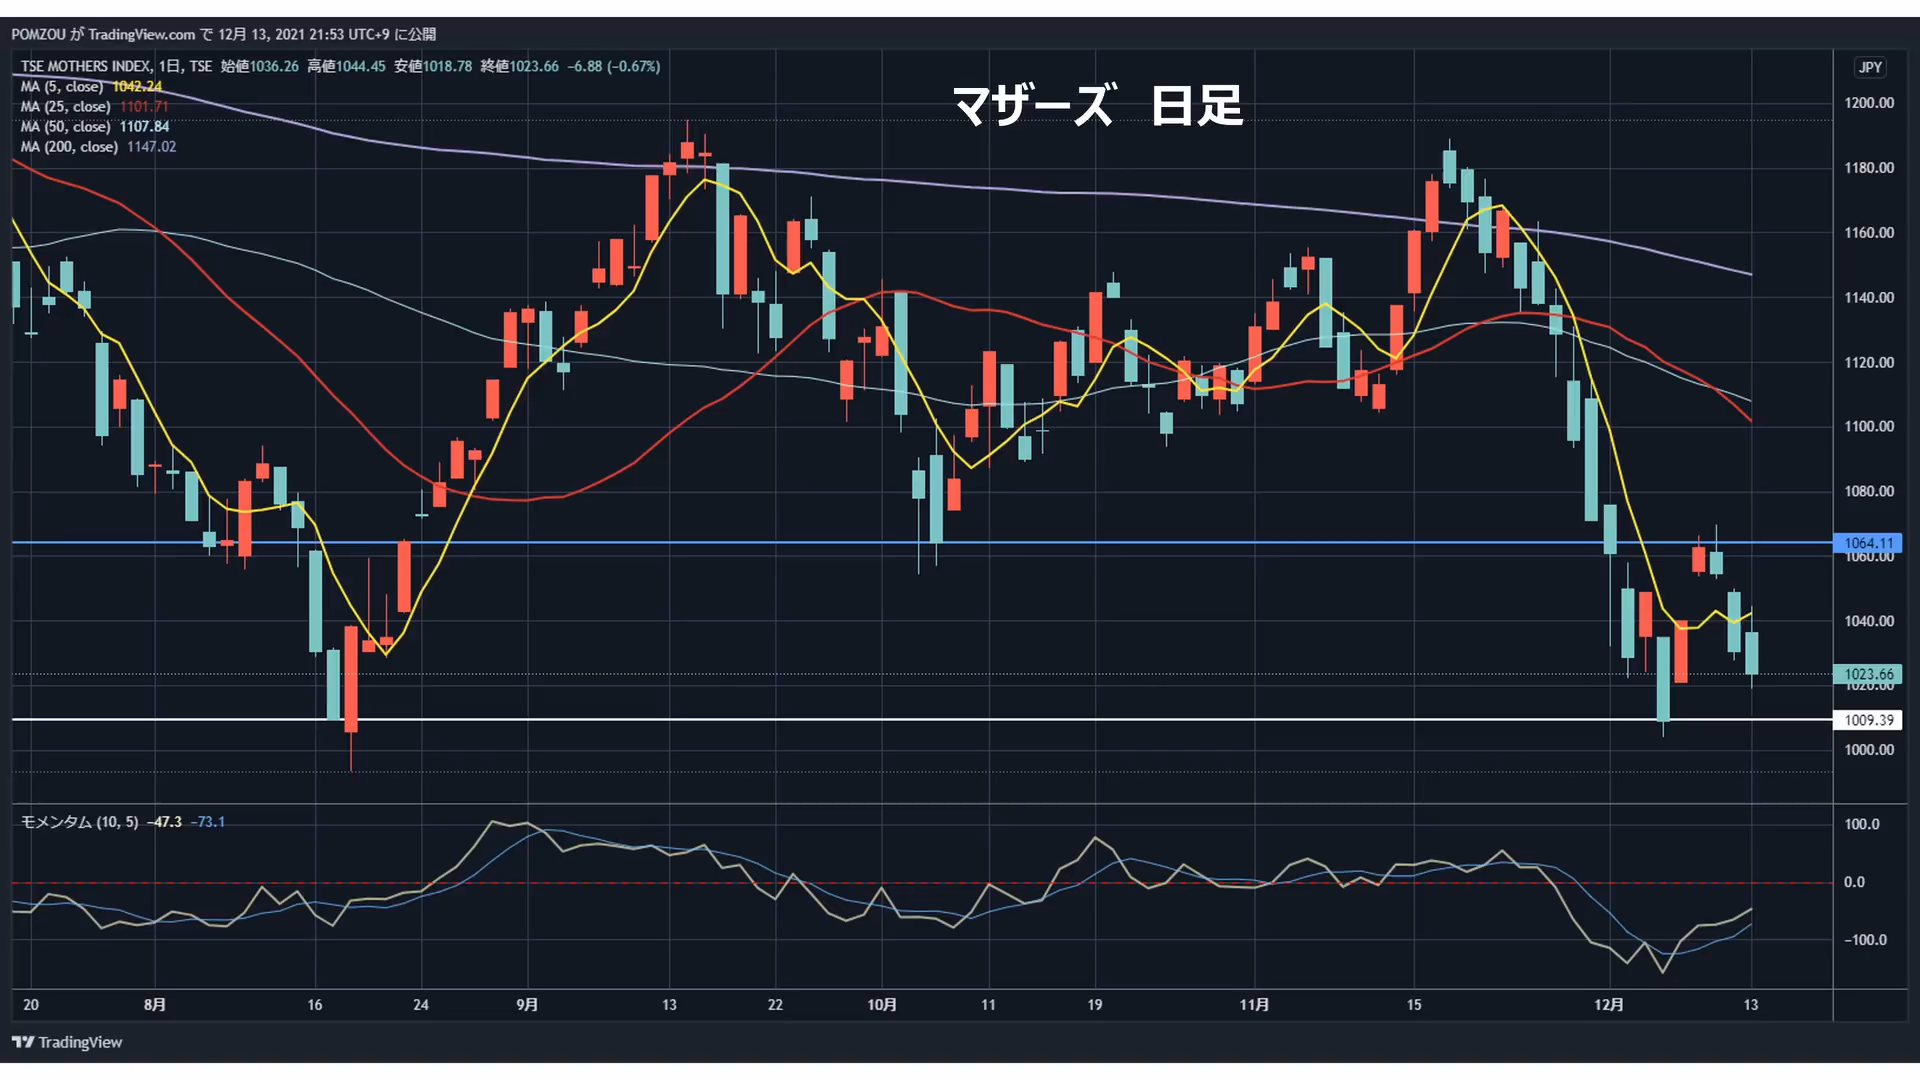 POMZOU が TradingView.com で 12月 13, 2021 21:53 UTC+9 に公開
TSE MOTHERS INDEX, 1日, TSE 始値1036.26 高値1044.45 安値1018.78 終値1023.66 −6.88 (−0.67%)
MA (5, close) 1042.24
MA (25, close) 1101.71
MA (50, close) 1107.84
MA (200, close) 1147.02
マザーズ 日足
JPY
1200.00
1180.00
1160.00
1140.00
1120.00
1100.00
1080.00
1064.11
1060.00
1040.00
1023.66
1020.00
1009.39
1000.00
モメンタム (10, 5) −47.3 −73.1
100.0
0.0
−100.0
20 8月 16 24 9月 13 22 10月 11 19 11月 15 12月 13
TradingView